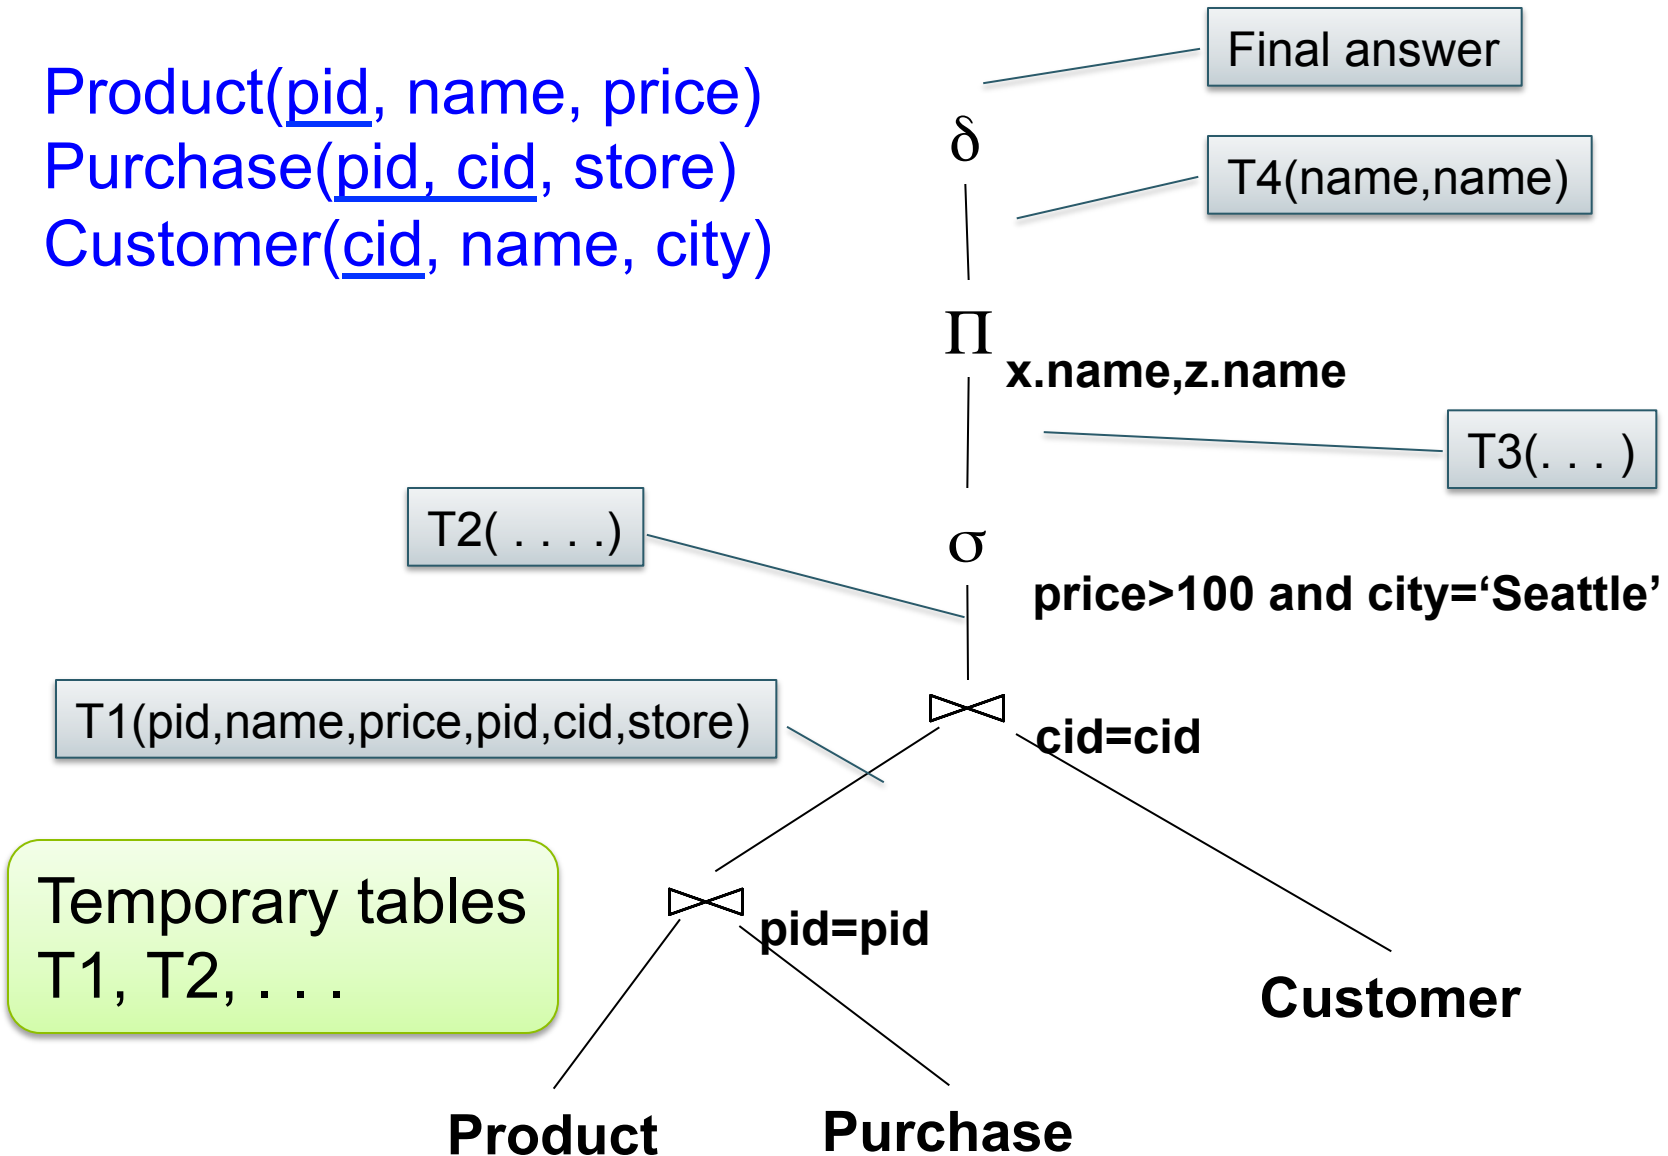 Product(pid, name, price)
Purchase(pid, cid, store)
Customer(cid, name, city)
Final answer
δ
T4(name,name)
Π
x.name,z.name
T3(. . . )
T2( . . . .)
σ
price>100 and city=‘Seattle’
T1(pid,name,price,pid,cid,store)
cid=cid
Temporary tables
T1, T2, . . .
pid=pid
Customer
Product
Purchase